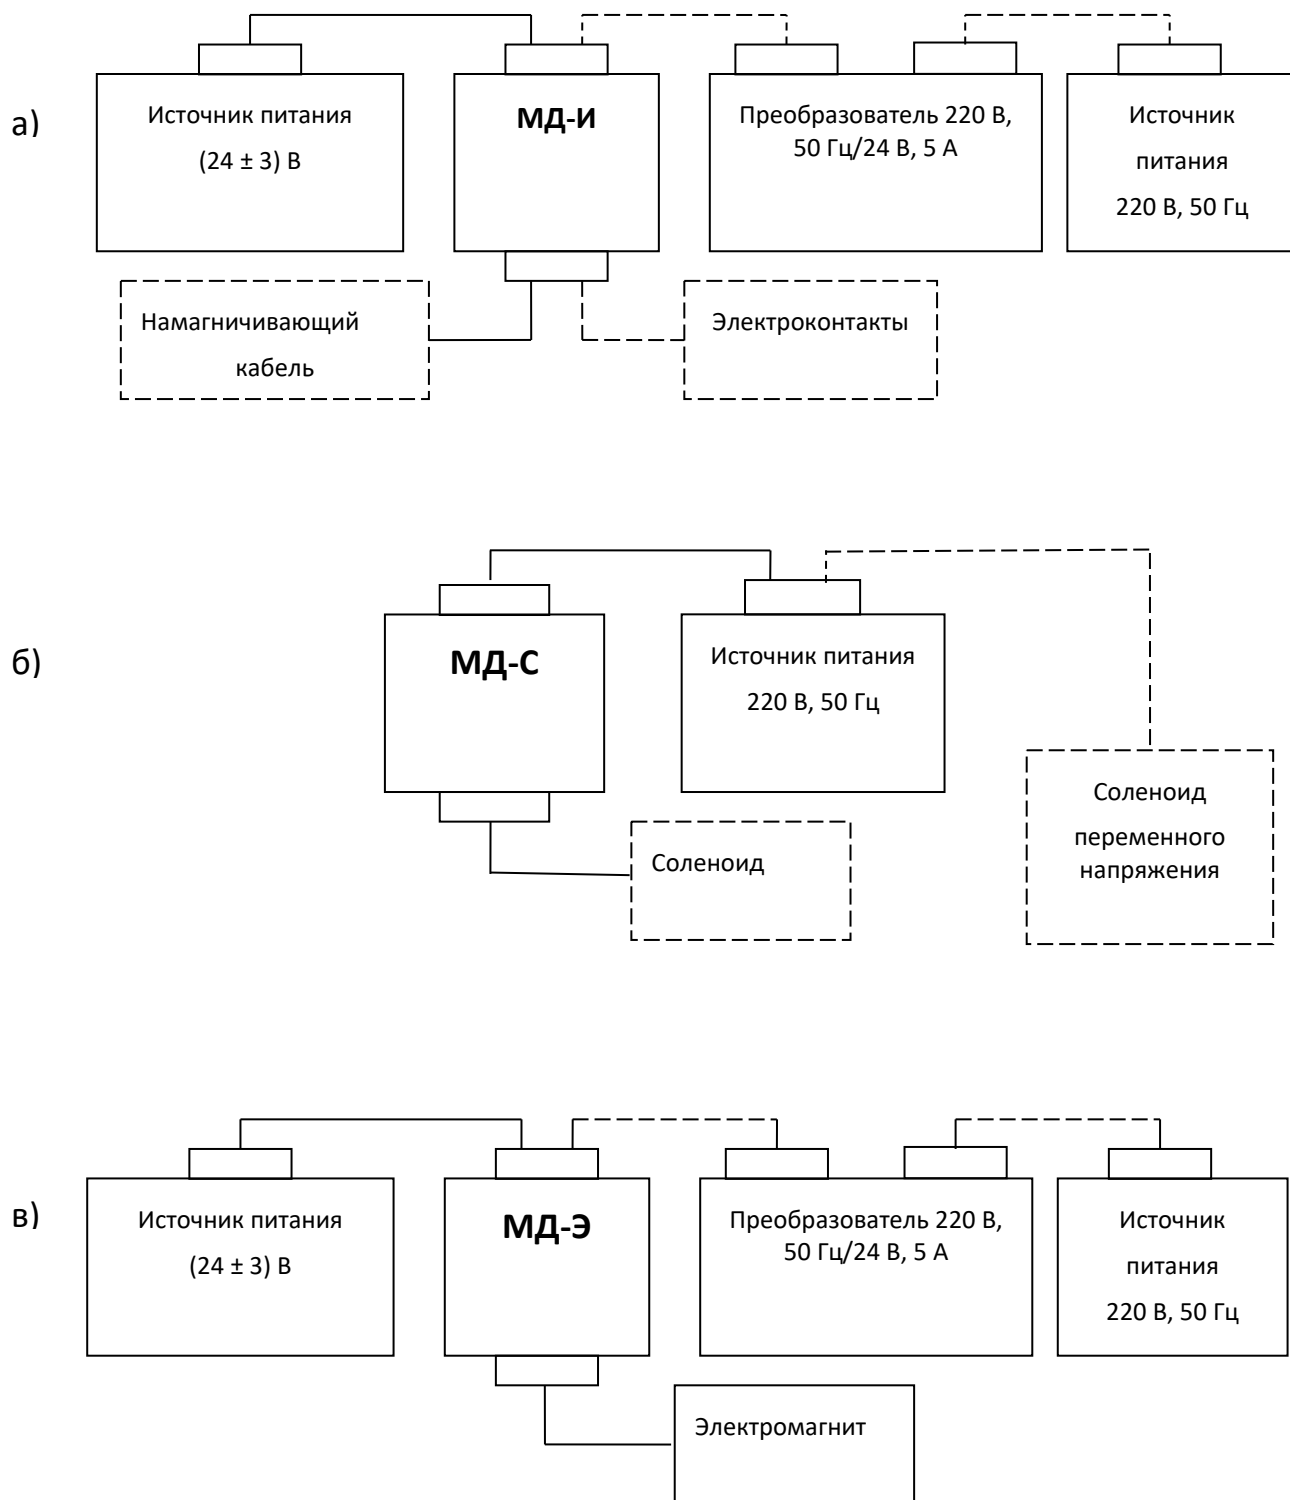 а)
Источник питания
(24 ± 3) В
МД-И
Преобразователь 220 В,
50 Гц/24 В, 5 А
Источник
питания
220 В, 50 Гц
Намагничивающий
кабель
Электроконтакты
б)
МД-С
Источник питания
220 В, 50 Гц
Соленоид
Соленоид
переменного
напряжения
в)
Источник питания
(24 ± 3) В
МД-Э
Преобразователь 220 В,
50 Гц/24 В, 5 А
Источник
питания
220 В, 50 Гц
Электромагнит